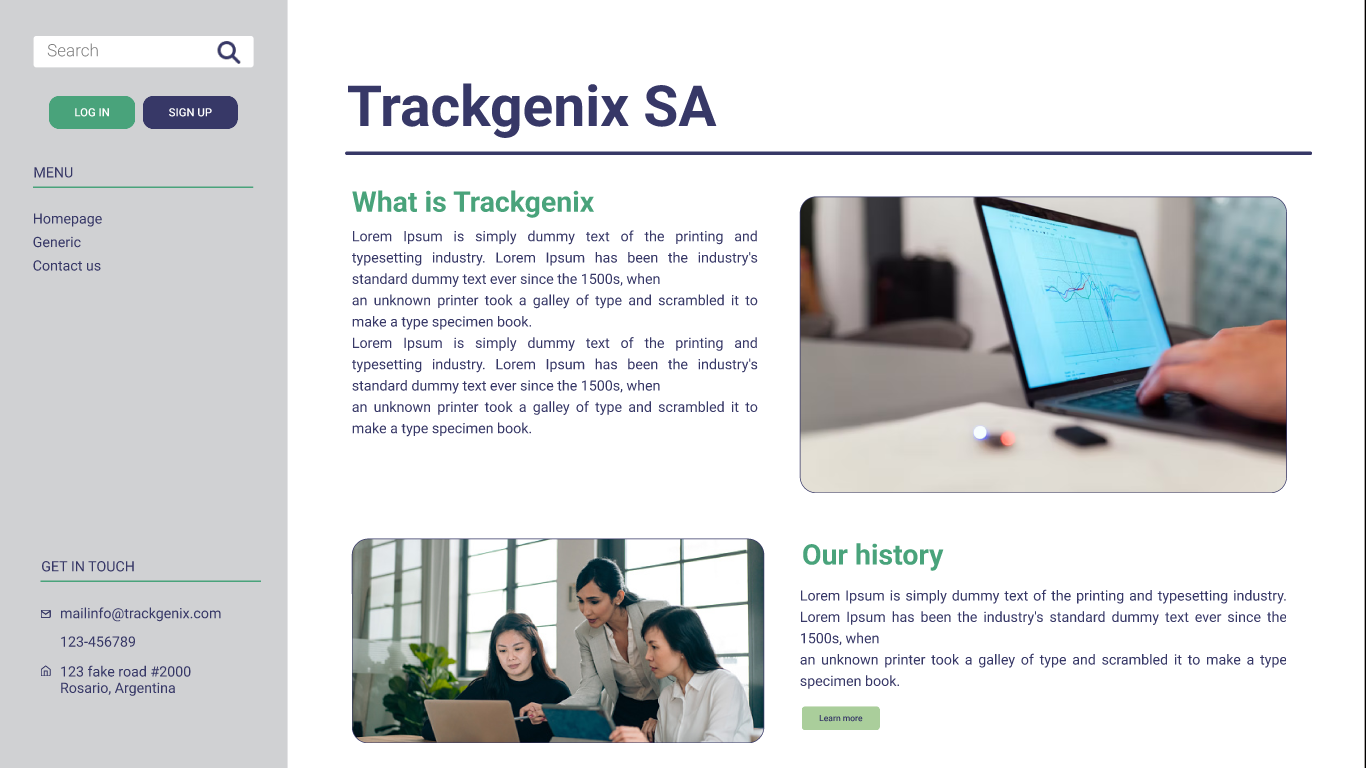 Search
LOG IN
SIGN UP
MENU
Homepage
Generic
Contact us
GET IN TOUCH
mailinfo@trackgenix.com
123-456789
123 fake road #2000
Rosario, Argentina
Trackgenix SA
What is Trackgenix
Lorem Ipsum is simply dummy text of the printing and
typesetting industry. Lorem Ipsum has been the industry's
standard dummy text ever since the 1500s, when
an unknown printer took a galley of type and scrambled it to
make a type specimen book.
Lorem Ipsum is simply dummy text of the printing and
typesetting industry. Lorem Ipsum has been the industry's
standard dummy text ever since the 1500s, when
an unknown printer took a galley of type and scrambled it to
make a type specimen book.
Our history
Lorem Ipsum is simply dummy text of the printing and typesetting industry.
Lorem Ipsum has been the industry's standard dummy text ever since the
1500s, when
an unknown printer took a galley of type and scrambled it to make a type
specimen book.
Learn more